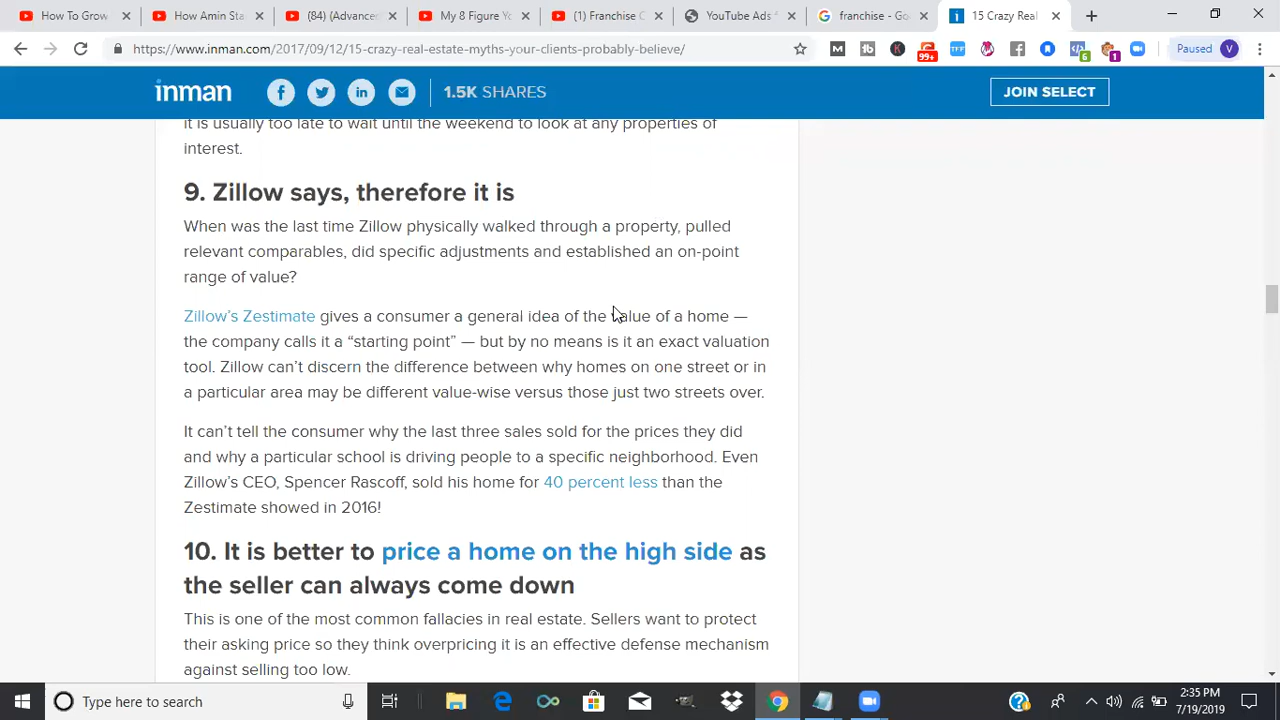 How To Grow
How Amin St
(84) (Advance
My 8 Figure Y
(1) Franchise C
YouTube Ads
franchise - Go
15 Crazy Real
https://www.inman.com/2017/09/12/15-crazy-real-estate-myths-your-clients-probably-believe/
99+
TFP
6
1
Paused V
inman
1.5K SHARES
JOIN SELECT
it is usually too late to wait until the weekend to look at any properties of
interest.
9. Zillow says, therefore it is
When was the last time Zillow physically walked through a property, pulled
relevant comparables, did specific adjustments and established an on-point
range of value?
Zillow's Zestimate gives a consumer a general idea of the value of a home —
the company calls it a “starting point” — but by no means is it an exact valuation
tool. Zillow can't discern the difference between why homes on one street or in
a particular area may be different value-wise versus those just two streets over.
It can't tell the consumer why the last three sales sold for the prices they did
and why a particular school is driving people to a specific neighborhood. Even
Zillow's CEO, Spencer Rascoff, sold his home for 40 percent less than the
Zestimate showed in 2016!
10. It is better to price a home on the high side as
the seller can always come down
This is one of the most common fallacies in real estate. Sellers want to protect
their asking price so they think overpricing it is an effective defense mechanism
against selling too low.
Type here to search
2:35 PM
7/19/2019